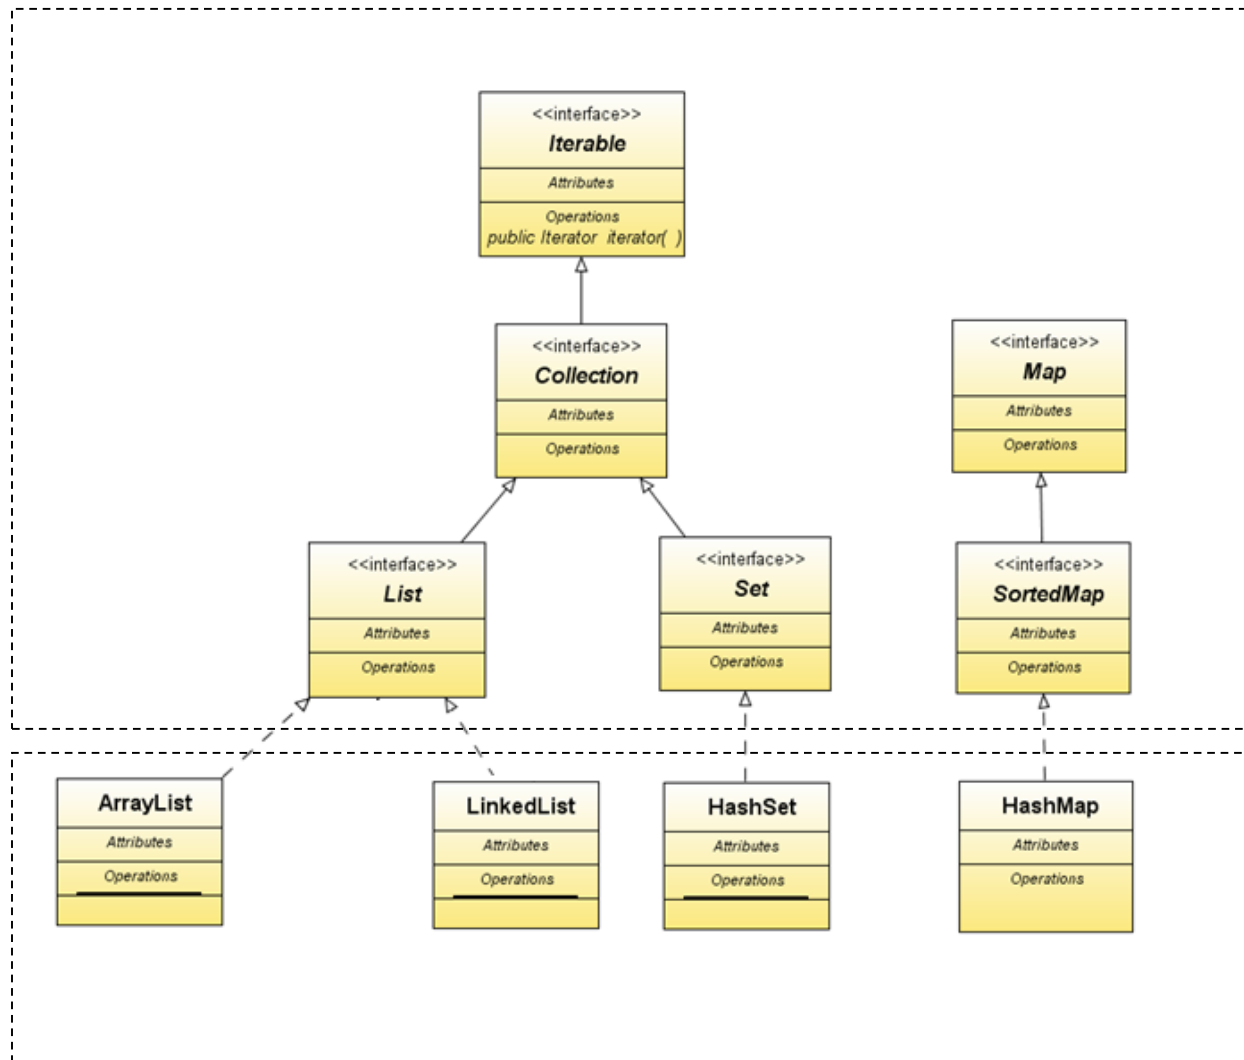 <<interface>>
Iterable
Attributes
Operations
public Iterator iterator( )
<<interface>>
Collection
Attributes
Operations
<<interface>>
Map
Attributes
Operations
<<interface>>
List
Attributes
Operations
<<interface>>
Set
Attributes
Operations
<<interface>>
SortedMap
Attributes
Operations
ArrayList
Attributes
Operations
LinkedList
Attributes
Operations
HashSet
Attributes
Operations
HashMap
Attributes
Operations